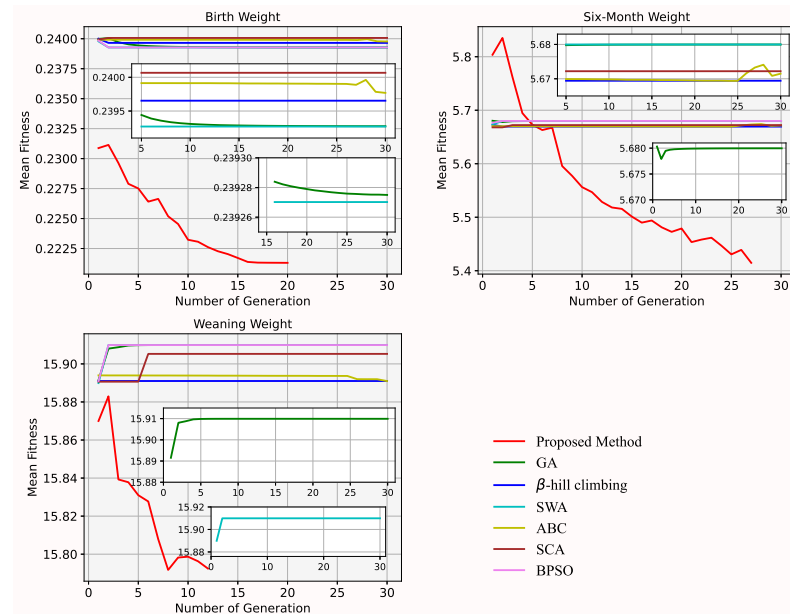 Birth Weight
Mean Fitness
0.2400
0.2375
0.2350
0.2325
0.2300
0.2275
0.2250
0.2225
0 5 10 15 20 25 30
Number of Generation
0.2400
0.2395
5 10 15 20 25 30
0.23930
0.23928
0.23926
15 20 25 30
Six-Month Weight
Mean Fitness
5.8
5.7
5.6
5.5
5.4
0 5 10 15 20 25 30
Number of Generation
5.68
5.67
5 10 15 20 25 30
5.680
5.675
5.670
0 10 20 30
Weaning Weight
Mean Fitness
15.90
15.88
15.86
15.84
15.82
15.80
0 5 10 15 20 25 30
Number of Generation
15.91
15.90
15.89
15.88
0 5 10 15 20 25 30
15.92
15.90
15.88
0 10 20 30
Proposed Method
GA
β-hill climbing
SWA
ABC
SCA
BPSO